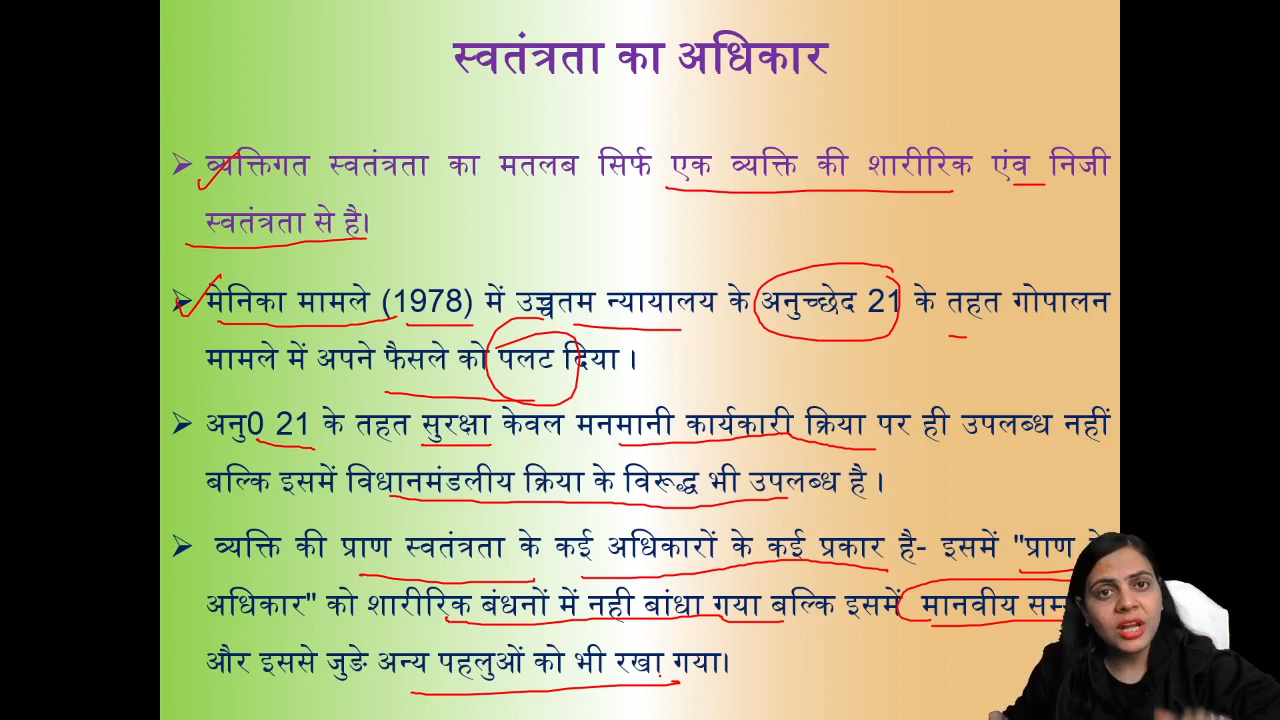 स्वतंत्रता का अधिकार
➢ व्यक्तिगत स्वतंत्रता का मतलब सिर्फ एक व्यक्ति की शारीरिक एंव निजी
स्वतंत्रता से है।
➢ मेनिका मामले (1978) में उच्चतम न्यायालय के अनुच्छेद 21 के तहत गोपालन
मामले में अपने फैसले को पलट दिया ।
➢ अनु0 21 के तहत सुरक्षा केवल मनमानी कार्यकारी क्रिया पर ही उपलब्ध नहीं
बल्कि इसमें विधानमंडलीय क्रिया के विरूद्ध भी उपलब्ध है ।
➢ व्यक्ति की प्राण स्वतंत्रता के कई अधिकारों के कई प्रकार है- इसमें "प्राण
अधिकार" को शारीरिक बंधनों में नही बांधा गया बल्कि इसमें मानवीय
और इससे जुङे अन्य पहलुओं को भी रखा गया।